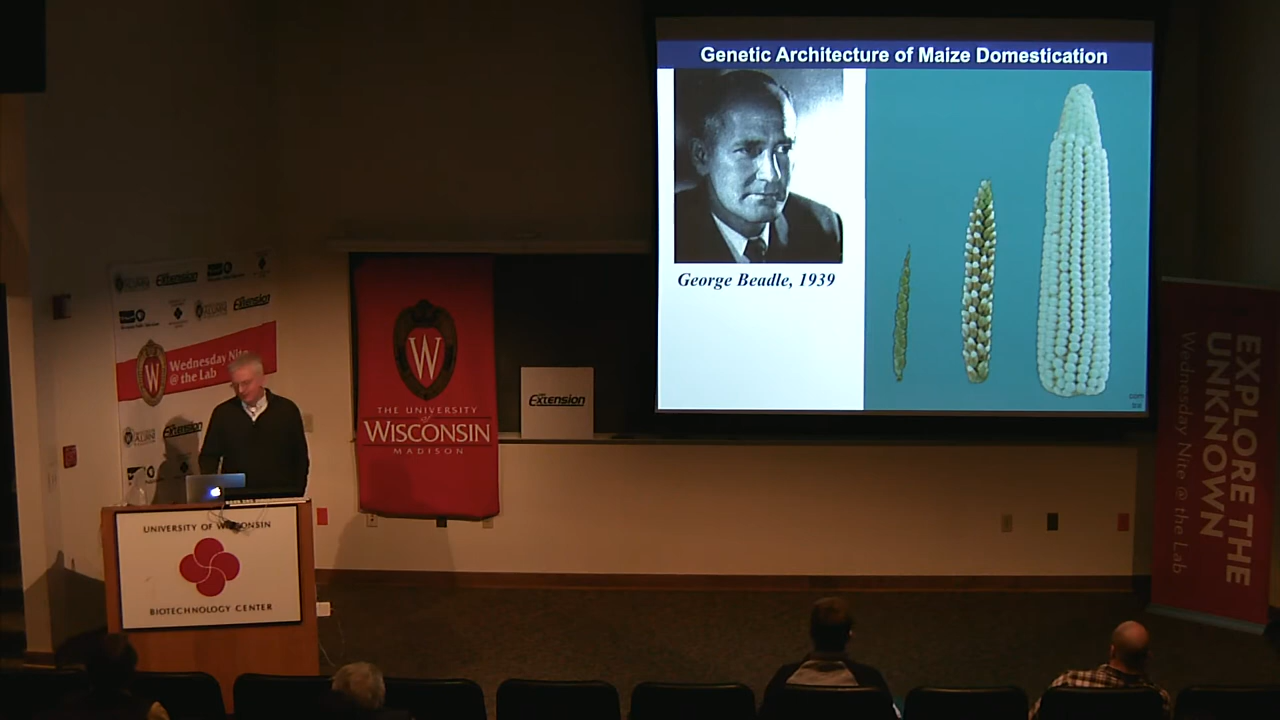 Genetic Architecture of Maize Domestication
George Beadle, 1939
Extension
Extension
Wednesday Nite
@ the Lab
W
THE UNIVERSITY
of
WISCONSIN
MADISON
Extension
UNIVERSITY OF WISCONSIN
BIOTECHNOLOGY CENTER
EXPLORE THE
UNKNOWN
Wednesday Nite @ the Lab